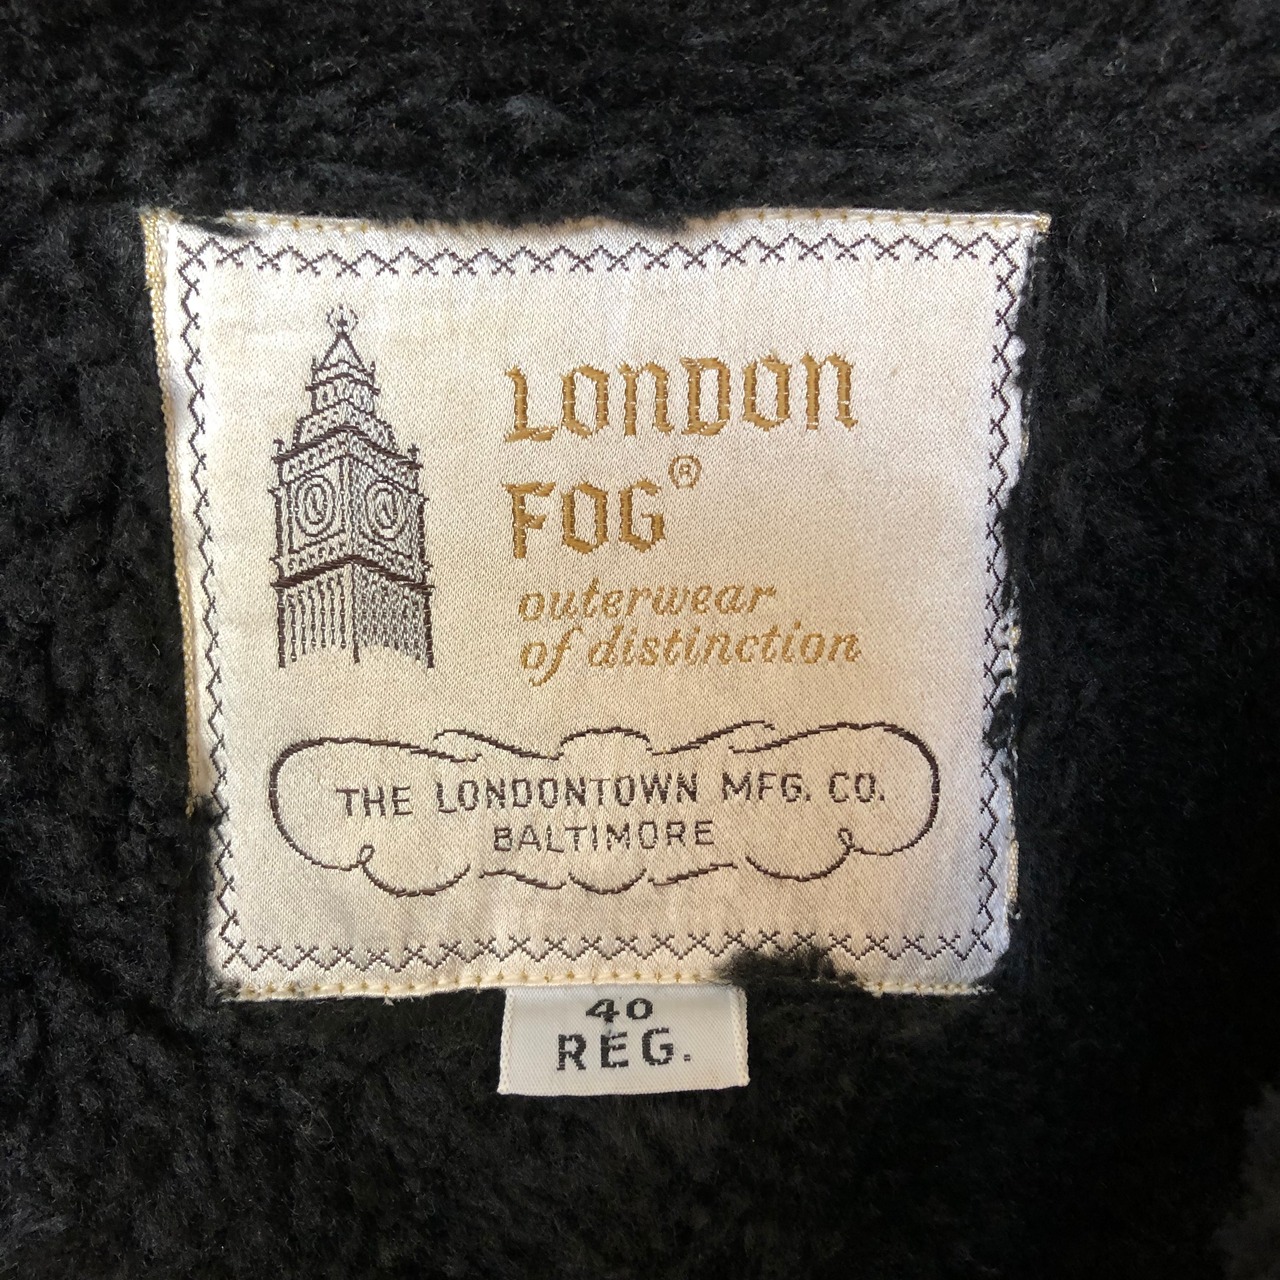 LONDON
FOG®
outerwear
of distinction
THE LONDONTOWN MFG. CO.
BALTIMORE
40
REG.